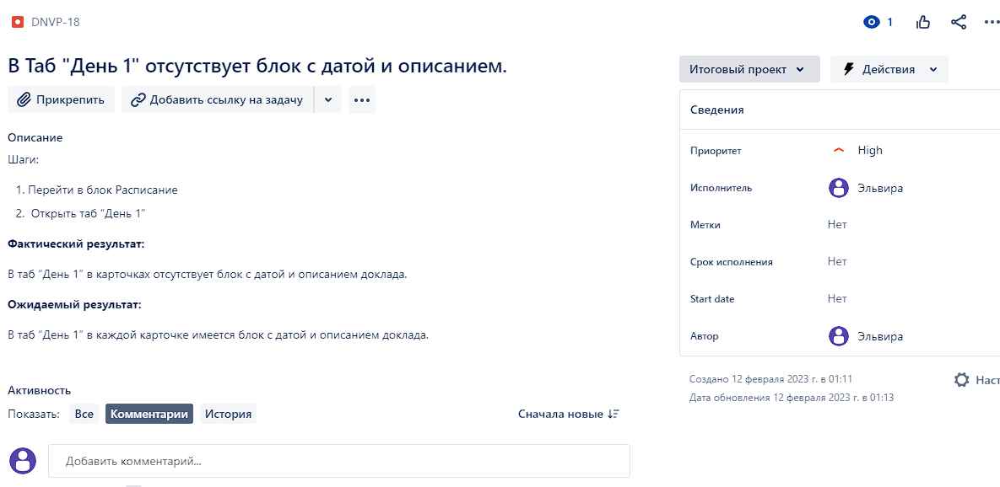 DNVP-18
1
В Таб "День 1" отсутствует блок с датой и описанием.
Прикрепить
Добавить ссылку на задачу
Описание
Шаги:
1. Перейти в блок Расписание
2. Открыть таб “День 1”
Фактический результат:
В таб “День 1” в карточках отсутствует блок с датой и описанием доклада.
Ожидаемый результат:
В таб “День 1” в каждой карточке имеется блок с датой и описанием доклада.
Активность
Показать: Все Комментарии История Сначала новые
Добавить комментарий...
Итоговый проект
Действия
Сведения
Приоритет High
Исполнитель Эльвира
Метки Нет
Срок исполнения Нет
Start date Нет
Автор Эльвира
Создано 12 февраля 2023 г. в 01:11
Дата обновления 12 февраля 2023 г. в 01:13
Наст